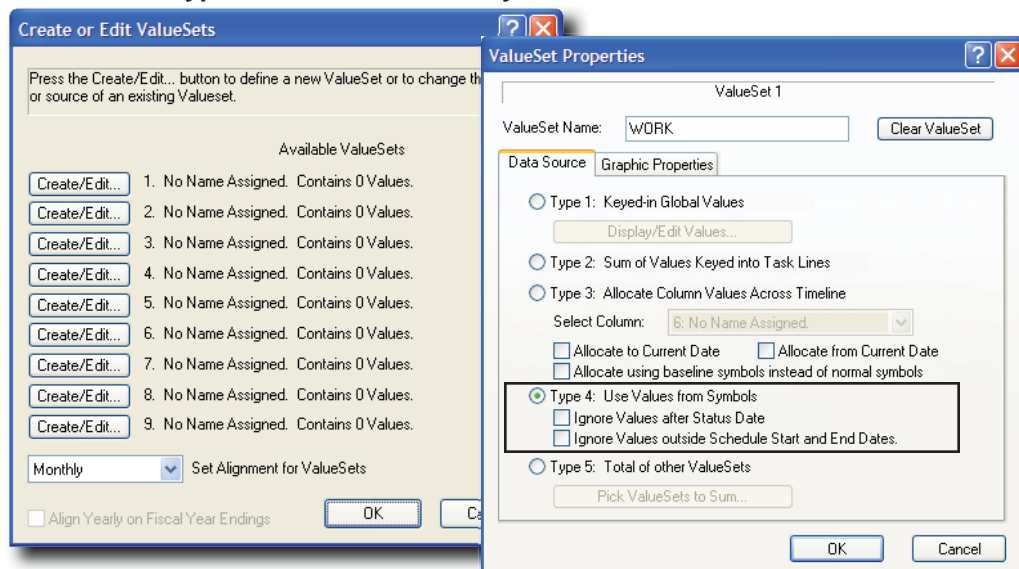 Create or Edit ValueSets
Press the Create/Edit... button to define a new ValueSet or to change th
or source of an existing Valueset.
Available ValueSets
Create/Edit... 1. No Name Assigned. Contains 0 Values.
Create/Edit... 2. No Name Assigned. Contains 0 Values.
Create/Edit... 3. No Name Assigned. Contains 0 Values.
Create/Edit... 4. No Name Assigned. Contains 0 Values.
Create/Edit... 5. No Name Assigned. Contains 0 Values.
Create/Edit... 6. No Name Assigned. Contains 0 Values.
Create/Edit... 7. No Name Assigned. Contains 0 Values.
Create/Edit... 8. No Name Assigned. Contains 0 Values.
Create/Edit... 9. No Name Assigned. Contains 0 Values.
Monthly Set Alignment for ValueSets
Align Yearly on Fiscal Year Endings OK Ca
ValueSet Properties
ValueSet 1
ValueSet Name: WORK Clear ValueSet
Data Source Graphic Properties
Type 1: Keyed-in Global Values
Display/Edit Values...
Type 2: Sum of Values Keyed into Task Lines
Type 3: Allocate Column Values Across Timeline
Select Column: 6: No Name Assigned.
Allocate to Current Date Allocate from Current Date
Allocate using baseline symbols instead of normal symbols
Type 4: Use Values from Symbols
Ignore Values after Status Date
Ignore Values outside Schedule Start and End Dates.
Type 5: Total of other ValueSets
Pick ValueSets to Sum...
OK Cancel